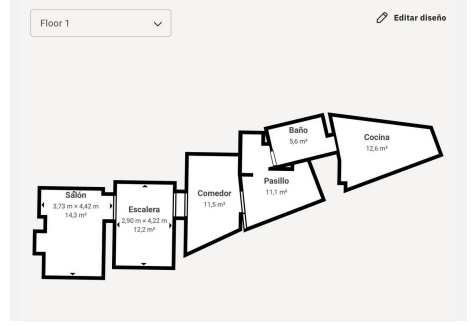 Floor 1
Editar diseño
Baño
5,6 m²
Cocina
12,6 m²
Pasillo
11,1 m²
Comedor
11,5 m²
Salón
3,73 m × 4,42 m
14,3 m²
Escalera
2,90 m × 4,22 m
12,2 m²